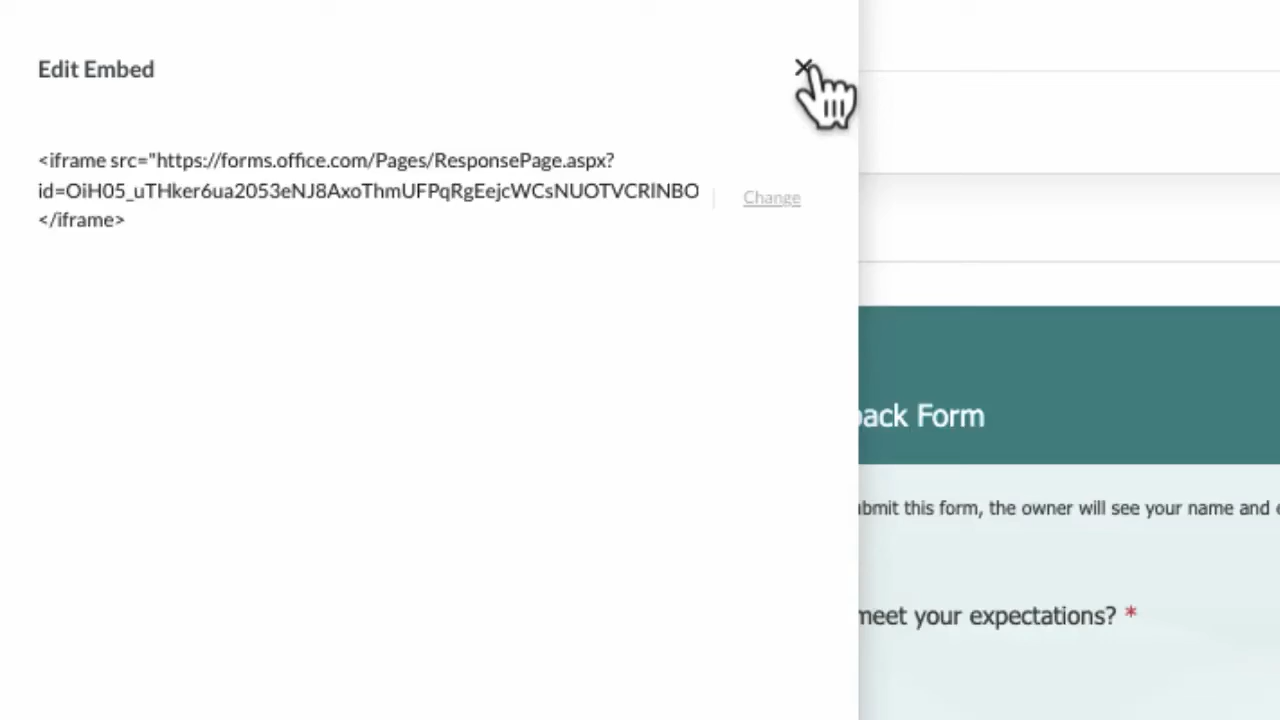 Edit Embed
<iframe src="https://forms.office.com/Pages/ResponsePage.aspx?
id=OiH05_uTHker6ua2053eNJ8AxoThmUFPqRgEejcWCsNUOTVCRlNBO
</iframe>
Change
back Form
ubmit this form, the owner will see your name and e
meet your expectations? *